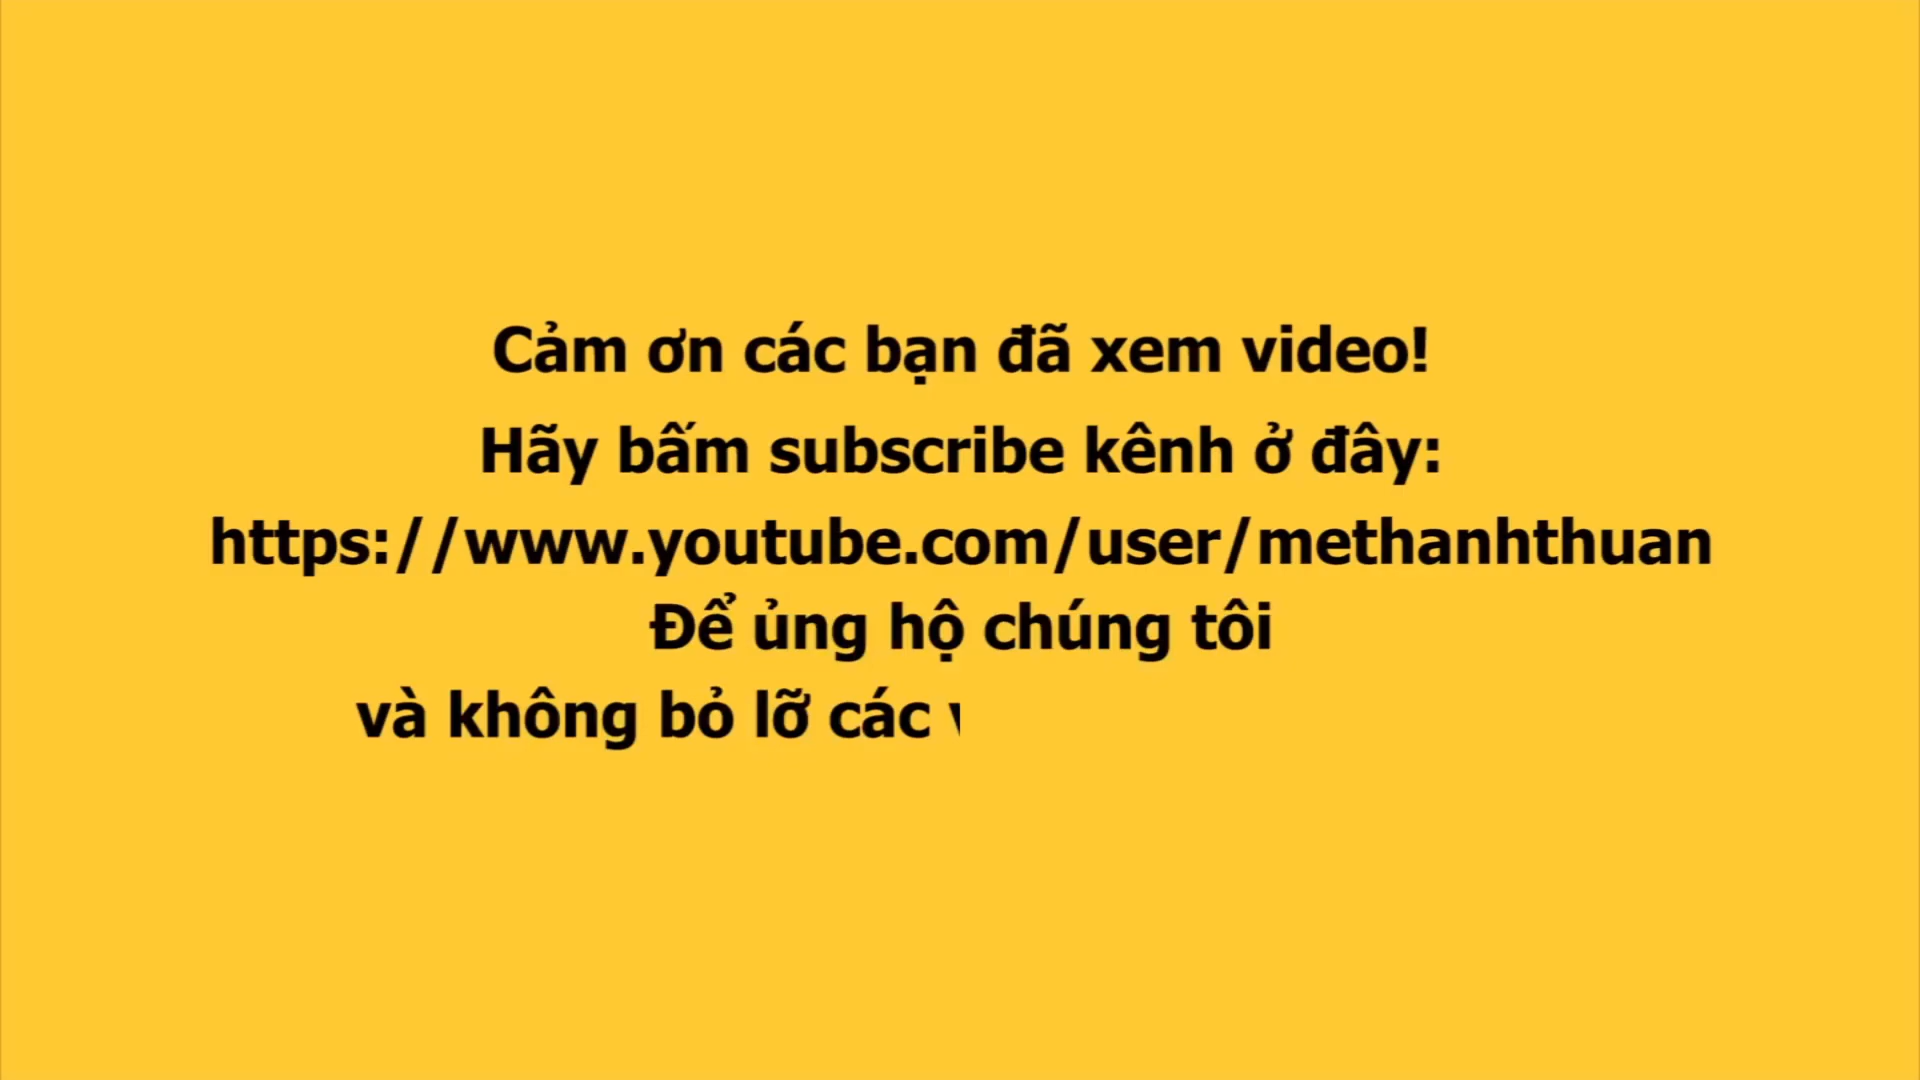 Cảm ơn các bạn đã xem video!
Hãy bấm subscribe kênh ở đây:
https://www.youtube.com/user/methanhthuan
Để ủng hộ chúng tôi
và không bỏ lỡ các